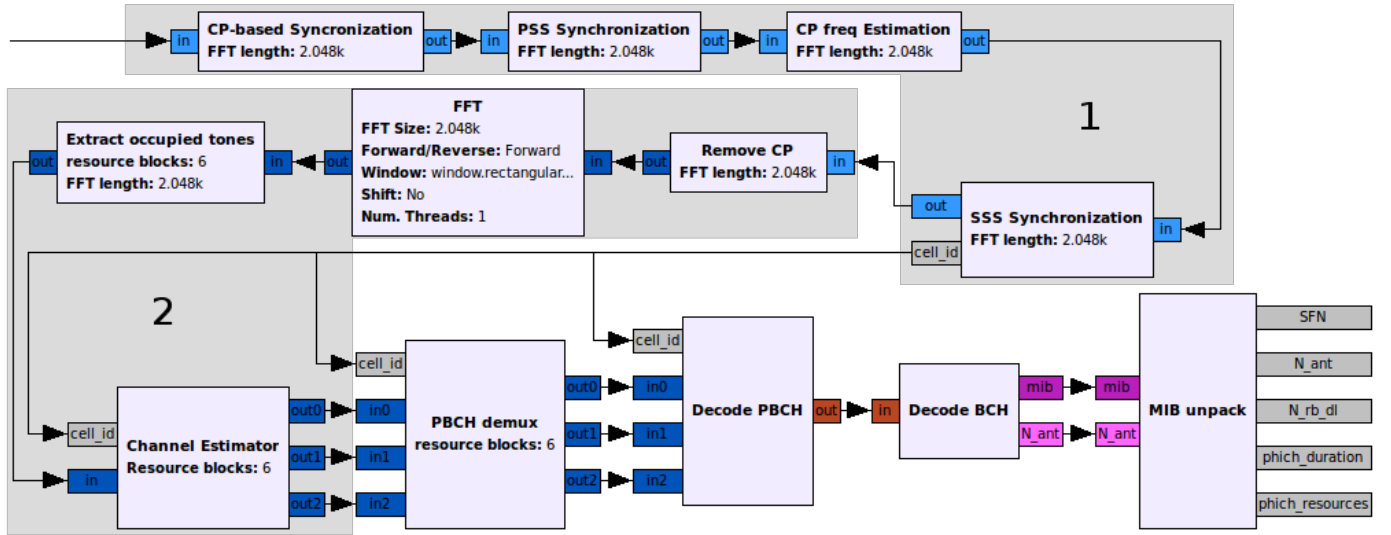 CP-based Syncronization
in
FFT length: 2.048k
out
PSS Synchronization
in
FFT length: 2.048k
out
CP freq Estimation
in
FFT length: 2.048k
out
1
FFT
FFT Size: 2.048k
Forward/Reverse: Forward
Window: window.rectangular...
Shift: No
Num. Threads: 1
in
out
Extract occupied tones
resource blocks: 6
FFT length: 2.048k
out
in
Remove CP
FFT length: 2.048k
out
in
SSS Synchronization
FFT length: 2.048k
out
cell_id
in
2
cell_id
in
Channel Estimator
Resource blocks: 6
out0
out1
out2
cell_id
in0
in1
in2
PBCH demux
resource blocks: 6
out0
out1
out2
cell_id
in0
in1
in2
Decode PBCH
out
in
Decode BCH
mib
N_ant
mib
N_ant
MIB unpack
SFN
N_ant
N_rb_dl
phich_duration
phich_resources